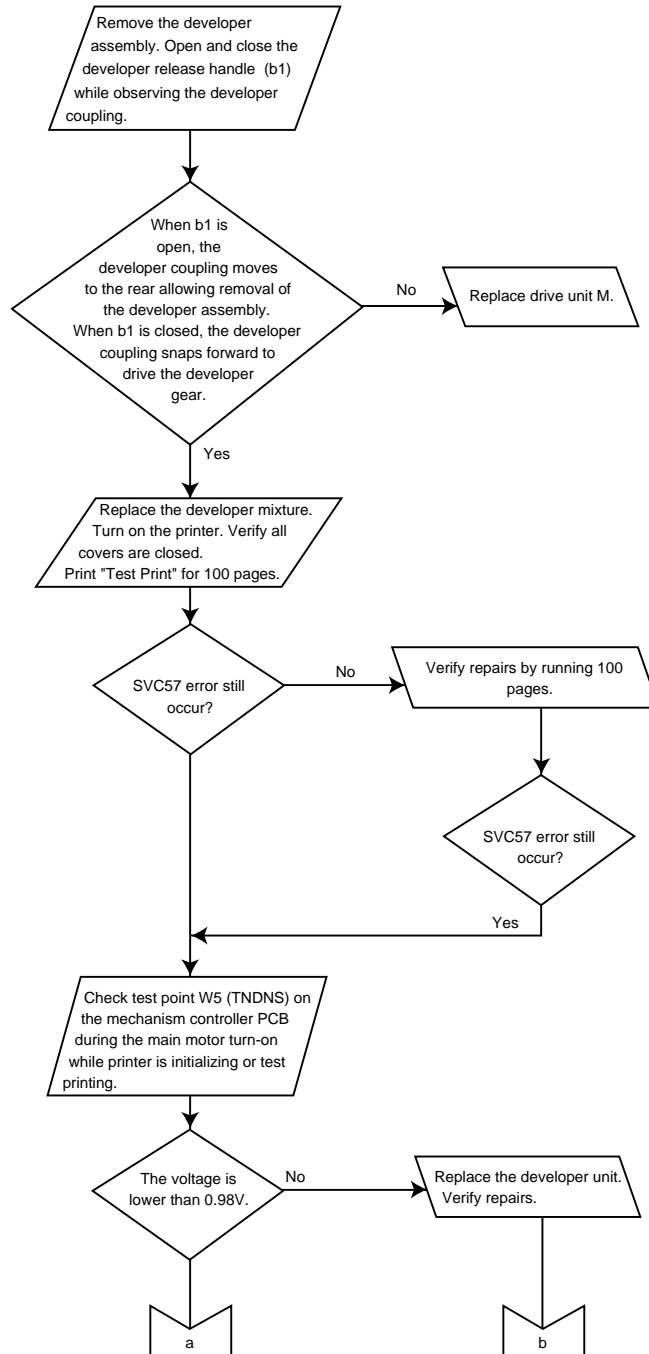 Remove the developer
assembly. Open and close the
developer release handle (b1)
while observing the developer
coupling.
When b1 is
open, the
developer coupling moves
to the rear allowing removal of
the developer assembly.
When b1 is closed, the developer
coupling snaps forward to
drive the developer
gear.
No
Replace drive unit M.
Yes
Replace the developer mixture.
Turn on the printer. Verify all
covers are closed.
Print "Test Print" for 100 pages.
SVC57 error still
occur?
No
Verify repairs by running 100
pages.
SVC57 error still
occur?
Yes
Check test point W5 (TNDNS) on
the mechanism controller PCB
during the main motor turn-on
while printer is initializing or test
printing.
The voltage is
lower than 0.98V.
No
Replace the developer unit.
Verify repairs.
a
b